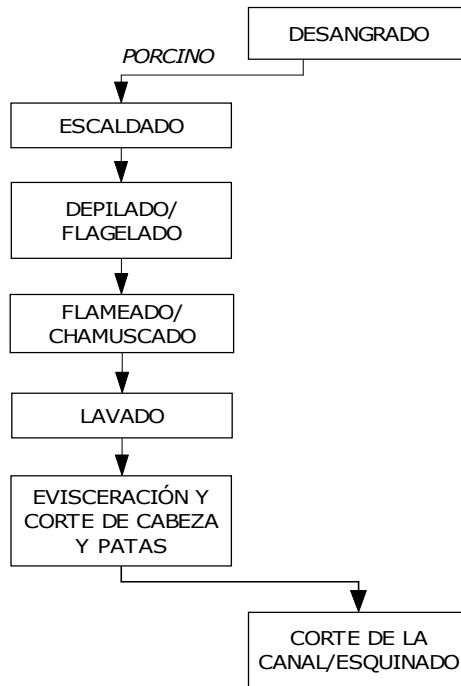 DESANGRADO
PORCINO
ESCALDADO
DEPILADO/
FLAGELADO
FLAMEADO/
CHAMUSCADO
LAVADO
EVISCERACIÓN Y
CORTE DE CABEZA
Y PATAS
CORTE DE LA
CANAL/ESQUINADO